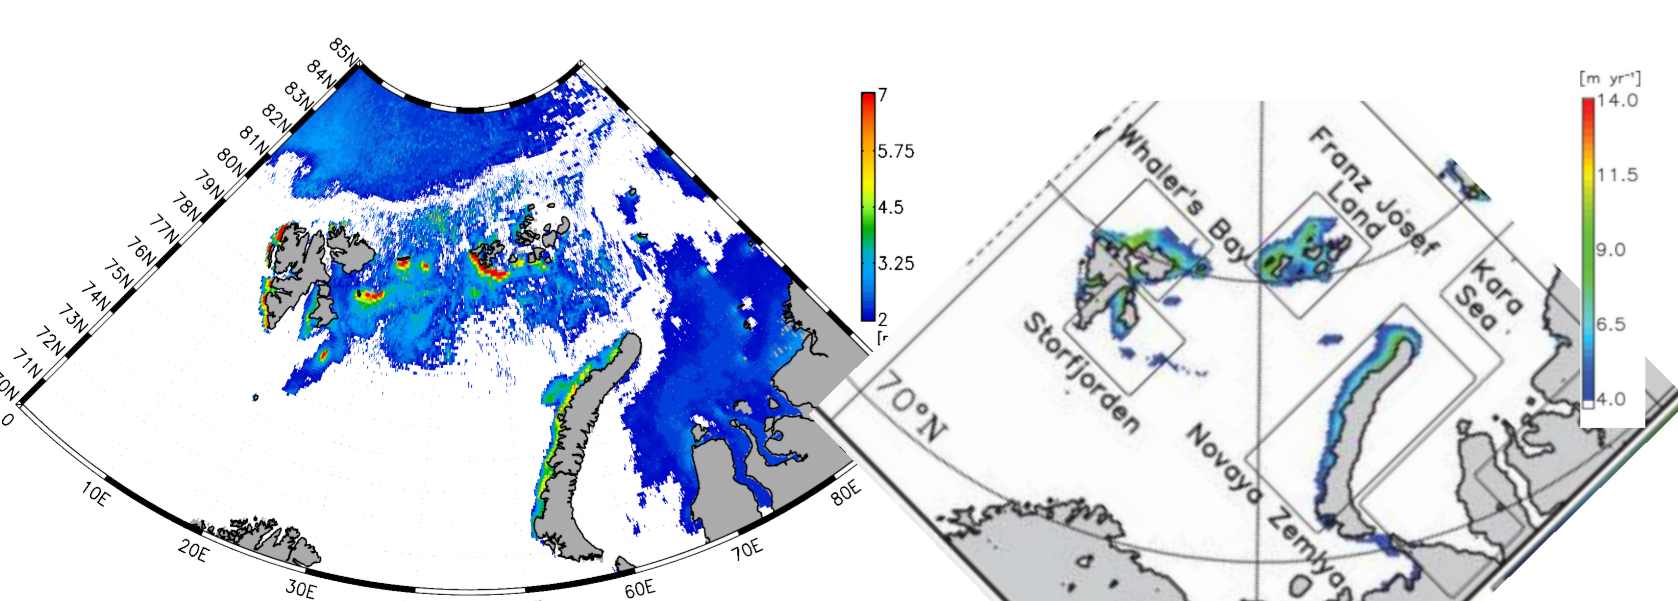 85N
84N
83N
82N
81N
80N
79N
78N
77N
76N
75N
74N
73N
72N
71N
70N
0
10E
20E
30E
60E
70E
80E
7
5.75
4.5
3.25
2
[m yr⁻¹]
14.0
11.5
9.0
6.5
4.0
Whaler's Bay
Franz Josef
Land
Kara
Sea
Storfjorden
Novaya Zemlya
70°N